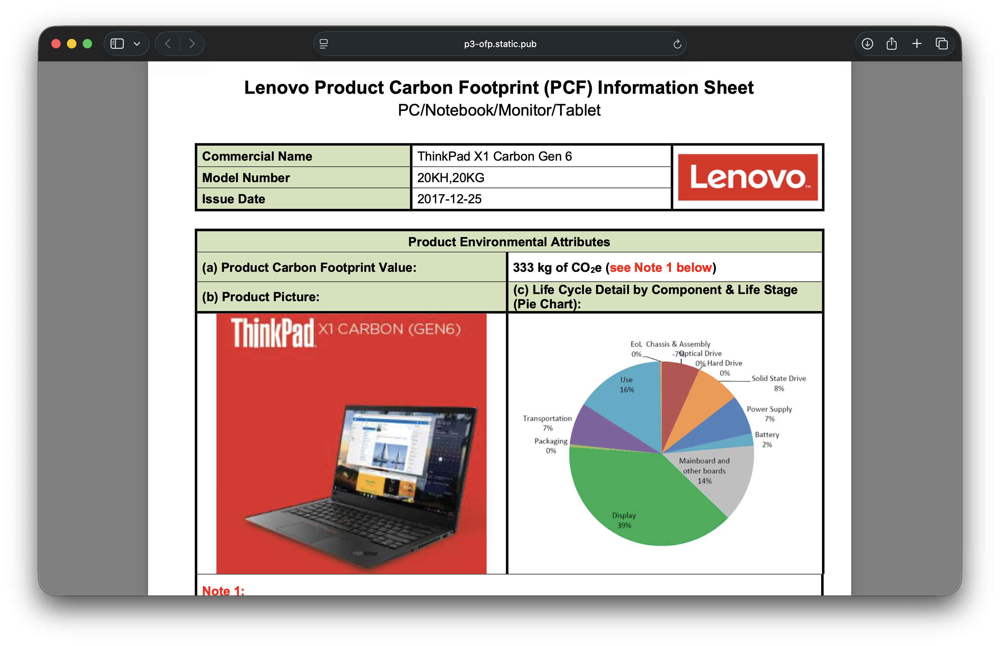 p3-ofp.static.pub
Lenovo Product Carbon Footprint (PCF) Information Sheet
PC/Notebook/Monitor/Tablet
Commercial Name
ThinkPad X1 Carbon Gen 6
Model Number
20KH,20KG
Issue Date
2017-12-25
Lenovo™
Product Environmental Attributes
(a) Product Carbon Footprint Value:
333 kg of CO₂e (see Note 1 below)
(b) Product Picture:
(c) Life Cycle Detail by Component & Life Stage
(Pie Chart):
ThinkPad. X1 CARBON (GEN6)
EoL
0%
Chassis & Assembly
-7%
Optical Drive
0%
Hard Drive
0%
Solid State Drive
8%
Power Supply
7%
Battery
2%
Mainboard and
other boards
14%
Display
39%
Packaging
0%
Transportation
7%
Use
16%
Note 1: